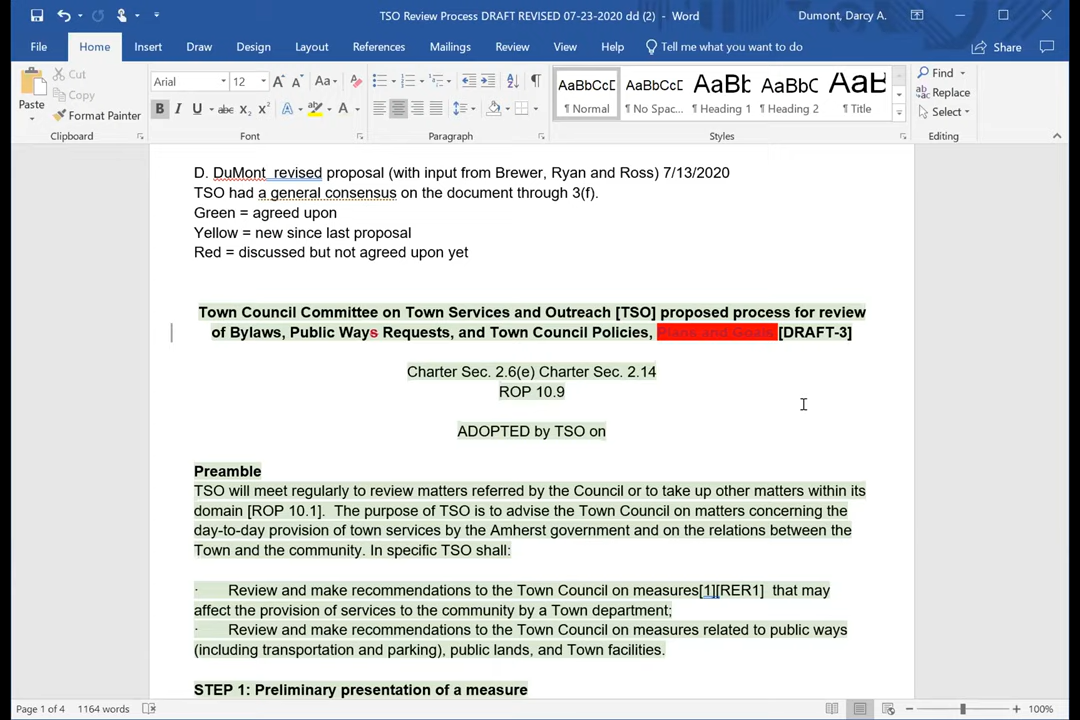 TSO Review Process DRAFT REVISED 07-23-2020 dd (2) - Word
Dumont, Darcy A.
File Home Insert Draw Design Layout References Mailings Review View Help Tell me what you want to do Share
Paste
Cut
Copy
Format Painter
Arial 12
AaBbCcD ¶ Normal
AaBbCcD ¶ No Spac...
AaBbC ¶ Heading 1
AaBbCc ¶ Heading 2
AaB ¶ Title
Find
Replace
Select
Clipboard Font Paragraph Styles Editing
D. DuMont revised proposal (with input from Brewer, Ryan and Ross) 7/13/2020
TSO had a general consensus on the document through 3(f).
Green = agreed upon
Yellow = new since last proposal
Red = discussed but not agreed upon yet
Town Council Committee on Town Services and Outreach [TSO] proposed process for review
of Bylaws, Public Ways Requests, and Town Council Policies, Plans and Goals [DRAFT-3]
Charter Sec. 2.6(e) Charter Sec. 2.14
ROP 10.9
ADOPTED by TSO on
Preamble
TSO will meet regularly to review matters referred by the Council or to take up other matters within its
domain [ROP 10.1]. The purpose of TSO is to advise the Town Council on matters concerning the
day-to-day provision of town services by the Amherst government and on the relations between the
Town and the community. In specific TSO shall:
· Review and make recommendations to the Town Council on measures[1][RER1] that may
affect the provision of services to the community by a Town department;
· Review and make recommendations to the Town Council on measures related to public ways
(including transportation and parking), public lands, and Town facilities.
STEP 1: Preliminary presentation of a measure
Page 1 of 4 1164 words 100%